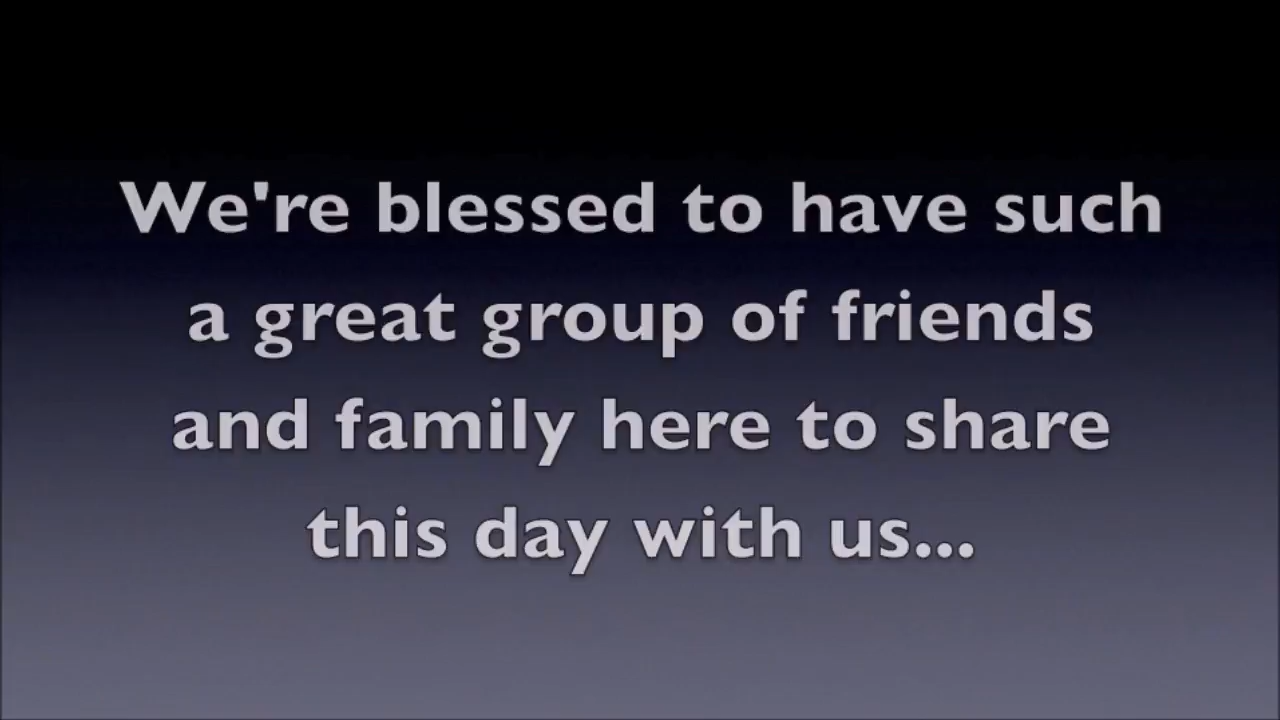 We're blessed to have such
a great group of friends
and family here to share
this day with us...